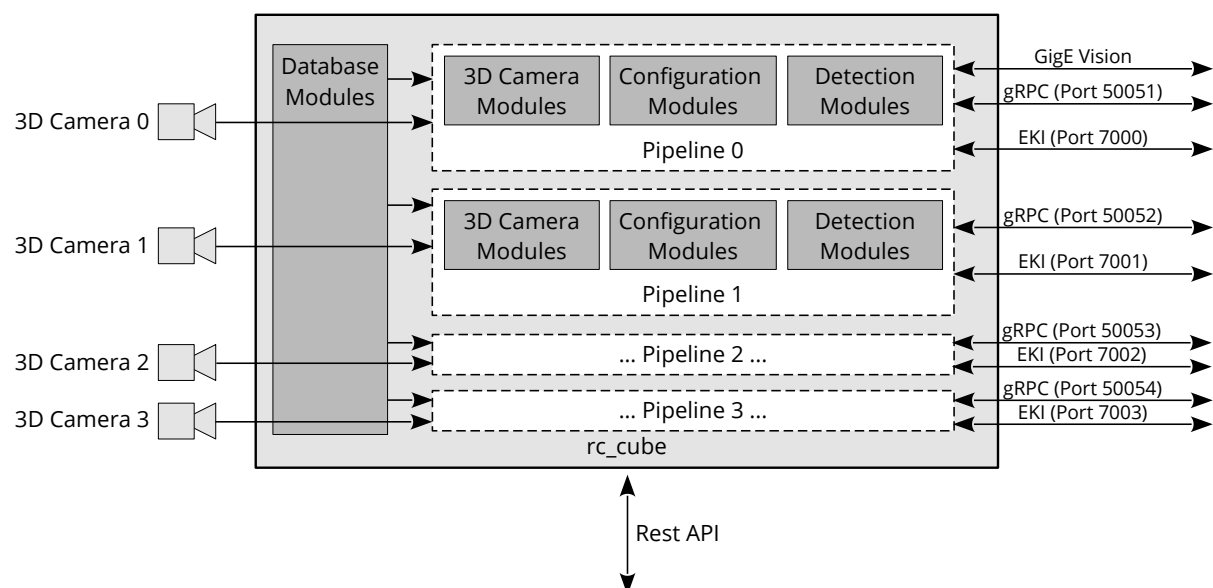 Database
Modules
3D Camera
Modules
Configuration
Modules
Detection
Modules
Pipeline 0
3D Camera 0
GigE Vision
gRPC (Port 50051)
EKI (Port 7000)
3D Camera
Modules
Configuration
Modules
Detection
Modules
Pipeline 1
3D Camera 1
gRPC (Port 50052)
EKI (Port 7001)
3D Camera 2
... Pipeline 2 ...
gRPC (Port 50053)
EKI (Port 7002)
3D Camera 3
... Pipeline 3 ...
gRPC (Port 50054)
EKI (Port 7003)
rc_cube
Rest API